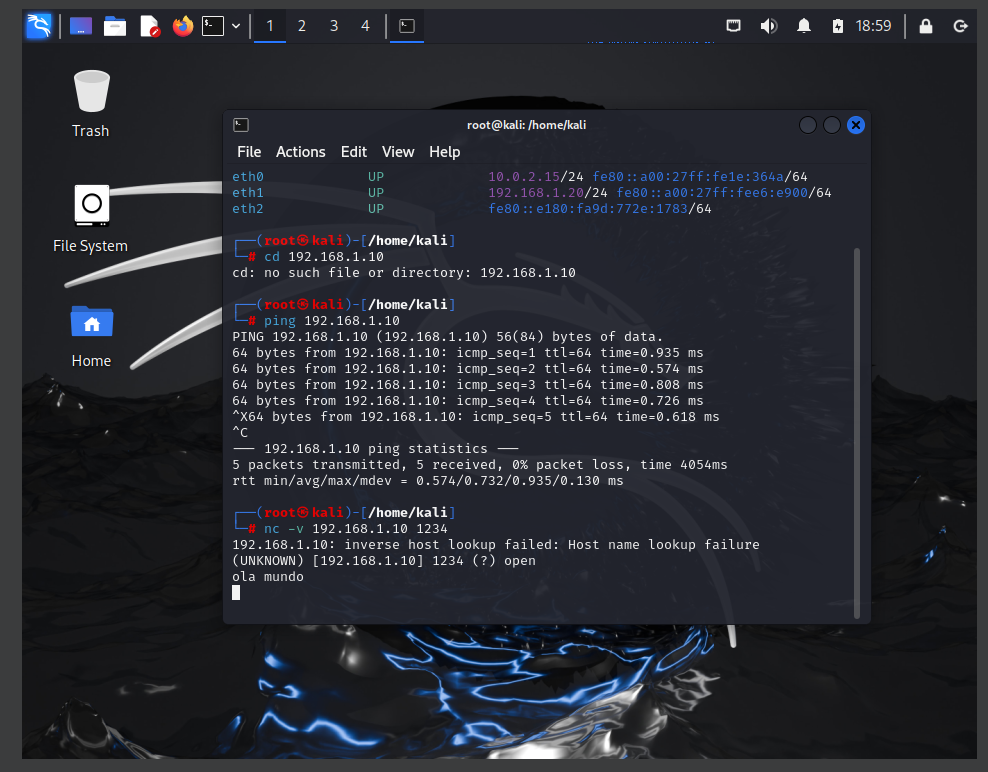 1 2 3 4 18:59
Trash
File System
Home
root@kali: /home/kali
File Actions Edit View Help
eth0 UP 10.0.2.15/24 fe80::a00:27ff:fe1e:364a/64
eth1 UP 192.168.1.20/24 fe80::a00:27ff:fee6:e900/64
eth2 UP fe80::e180:fa9d:772e:1783/64
┌──(root㉿kali)-[/home/kali]
└─# cd 192.168.1.10
cd: no such file or directory: 192.168.1.10
┌──(root㉿kali)-[/home/kali]
└─# ping 192.168.1.10
PING 192.168.1.10 (192.168.1.10) 56(84) bytes of data.
64 bytes from 192.168.1.10: icmp_seq=1 ttl=64 time=0.935 ms
64 bytes from 192.168.1.10: icmp_seq=2 ttl=64 time=0.574 ms
64 bytes from 192.168.1.10: icmp_seq=3 ttl=64 time=0.808 ms
64 bytes from 192.168.1.10: icmp_seq=4 ttl=64 time=0.726 ms
^X64 bytes from 192.168.1.10: icmp_seq=5 ttl=64 time=0.618 ms
^C
--- 192.168.1.10 ping statistics ---
5 packets transmitted, 5 received, 0% packet loss, time 4054ms
rtt min/avg/max/mdev = 0.574/0.732/0.935/0.130 ms
┌──(root㉿kali)-[/home/kali]
└─# nc -v 192.168.1.10 1234
192.168.1.10: inverse host lookup failed: Host name lookup failure
(UNKNOWN) [192.168.1.10] 1234 (?) open
ola mundo